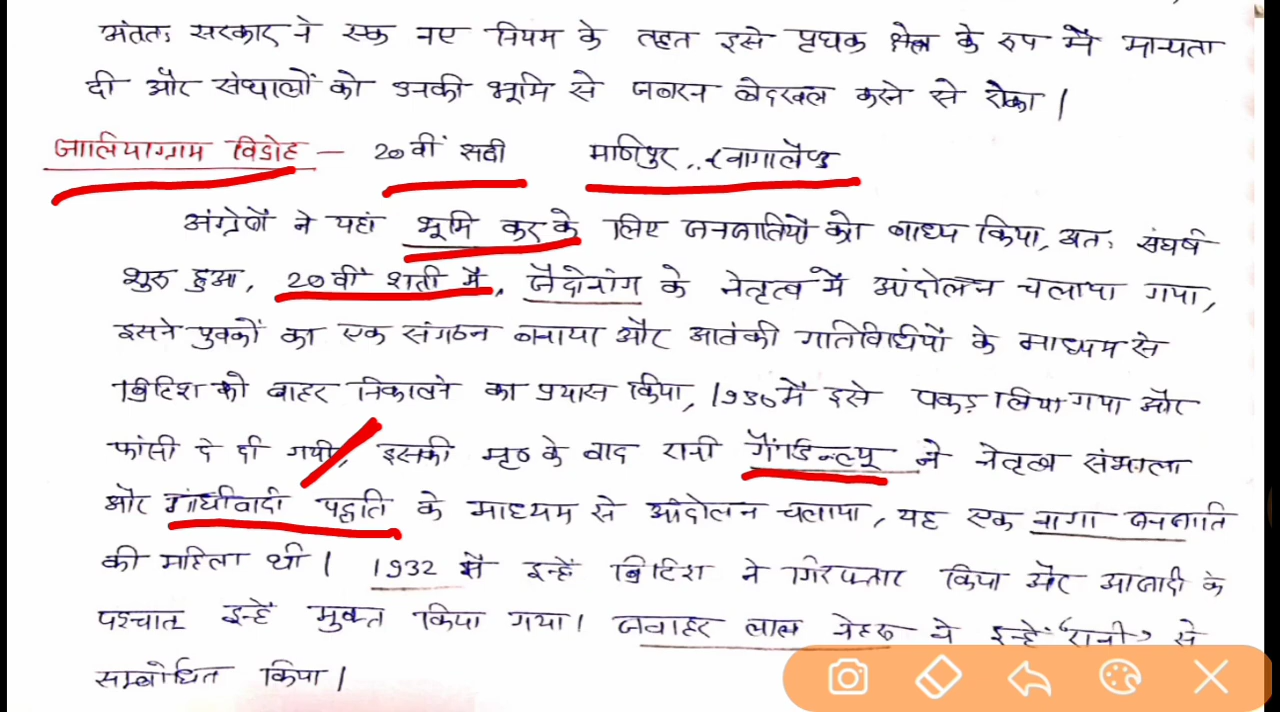 अंततः सरकार ने एक नए नियम के तहत इसे पृथक क्षेत्र के रूप में मान्यता
दी और संथालों को उनकी भूमि से जबरन बेदखल करने से रोका।
जालियाग्राम विद्रोह – 20वीं सदी मणिपुर, नागालैण्ड
अंग्रेजों ने यहां भूमि कर के लिए जनजातियों को बाध्य किया, अतः संघर्ष
शुरु हुआ, 20वीं शती में, जैदोनांग के नेतृत्व में आंदोलन चलाया गया,
इसने युवकों का एक संगठन बनाया और आतंकी गतिविधियों के माध्यम से
ब्रिटिश को बाहर निकालने का प्रयास किया, 1930 में इसे पकड़ लिया गया और
फांसी दे दी गयी, इसकी मृत्यु के बाद रानी गैंगडिनल्यू ने नेतृत्व संभाला
और गांधीवादी पद्धति के माध्यम से आंदोलन चलाया, यह एक नागा जनजाति
की महिला थी। 1932 में इन्हें ब्रिटिश ने गिरफ्तार किया और आजादी के
पश्चात इन्हें मुक्त किया गया। जवाहर लाल नेहरू ने इन्हें "रानी" से
सम्बोधित किया।